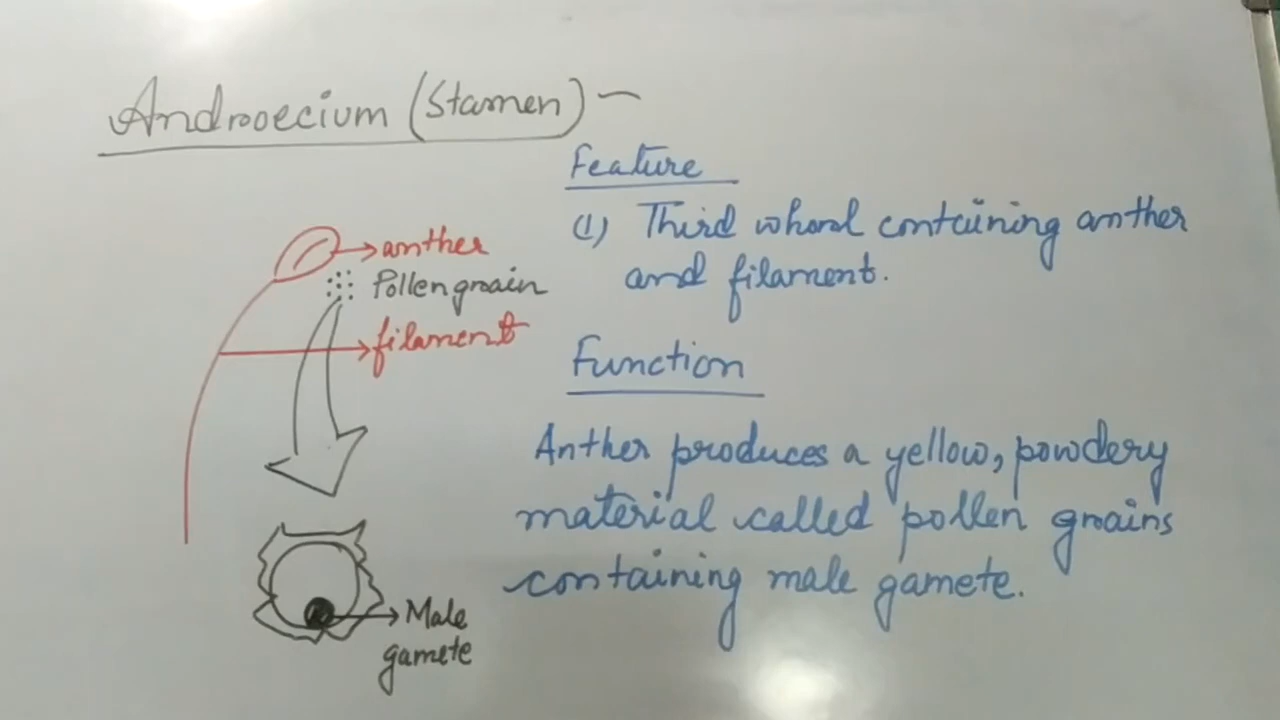 Androecium (Stamen) -
Feature
(1) Third whorl containing anther
and filament.
anther
Pollen grain
filament
Function
Anther produces a yellow, powdery
material called pollen grains
containing male gamete.
Male
gamete